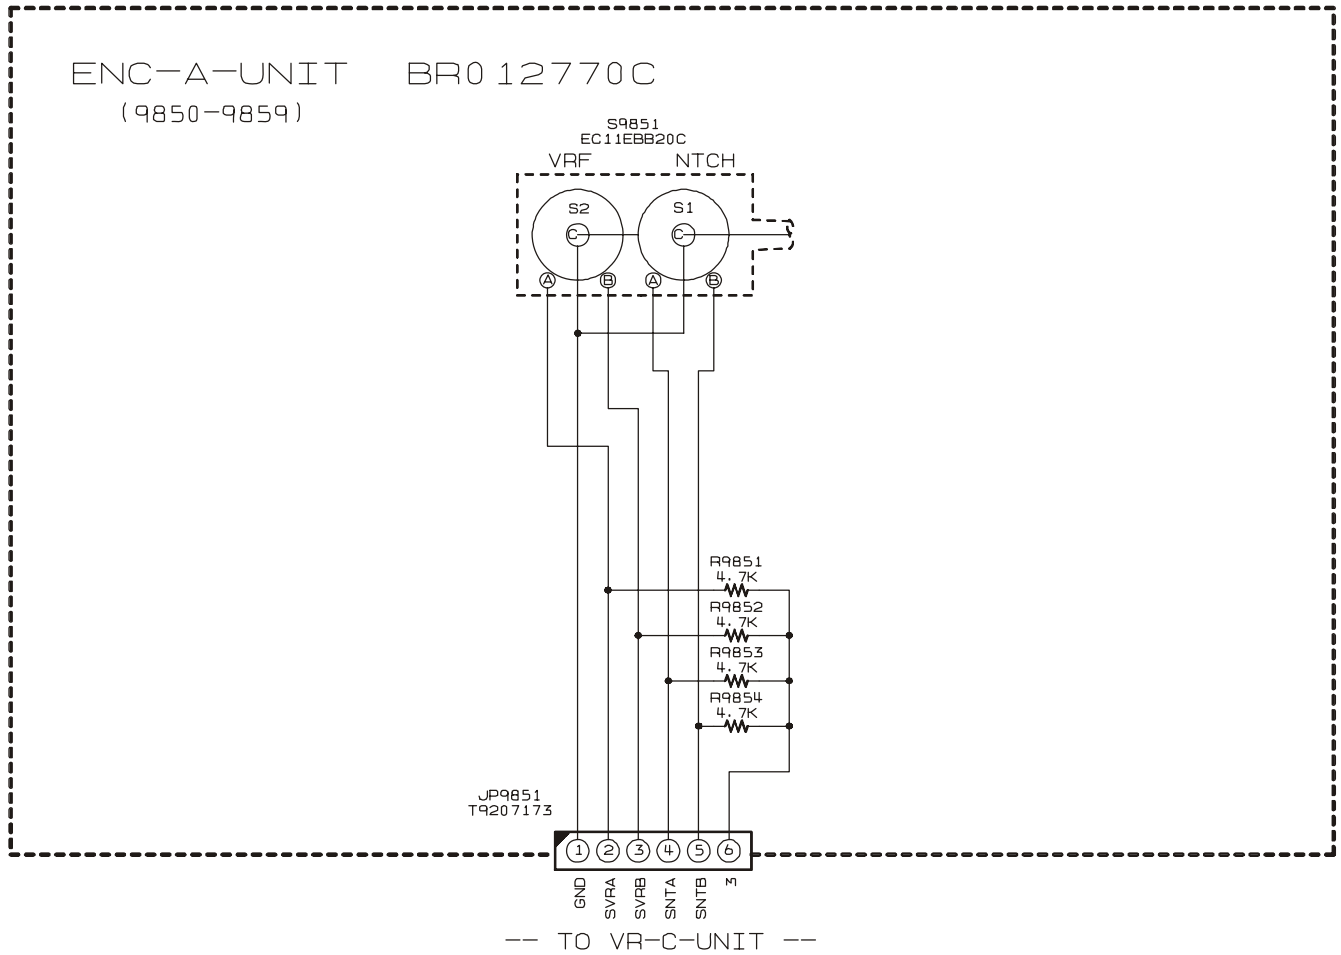 ENC-A-UNIT BR012770C
(9850-9859)
S9851
EC11EBB20C
VRF NTCH
S2 S1
C C
A B A B
R9851
4.7K
R9852
4.7K
R9853
4.7K
R9854
4.7K
JP9851
T9207173
1 2 3 4 5 6
GND SVRA SVRB SNTA SNTB
-- TO VR-C-UNIT --